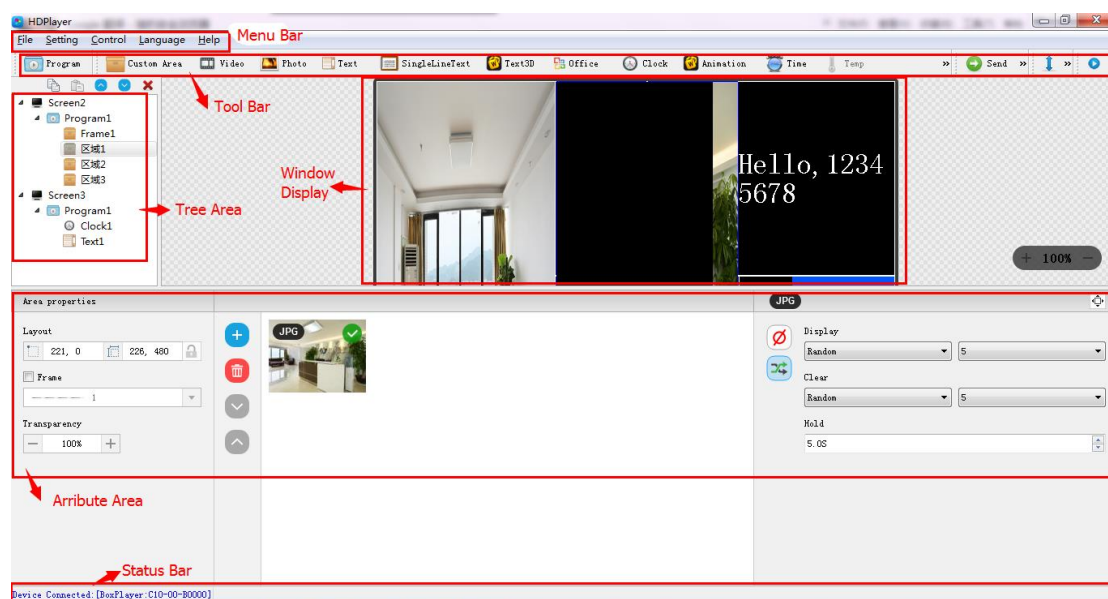 HDPlayer
File Setting Control Language Help
Menu Bar
Program Custom Area Video Photo Text SingleLineText Text3D Office Clock Animation Time Temp » Send » »
Tool Bar
Screen2
Program1
Frame1
区域1
区域2
区域3
Screen3
Program1
Clock1
Text1
Tree Area
Window
Display
Hello, 1234
5678
+ 100% −
Area properties
JPG
Layout
221, 0 226, 480
Frame
1
Transparency
− 100% +
JPG
Display
Random 5
Clear
Random 5
Hold
5.0S
Arribute Area
Status Bar
Device Connected:[BoxPlayer:C10-00-B0000]